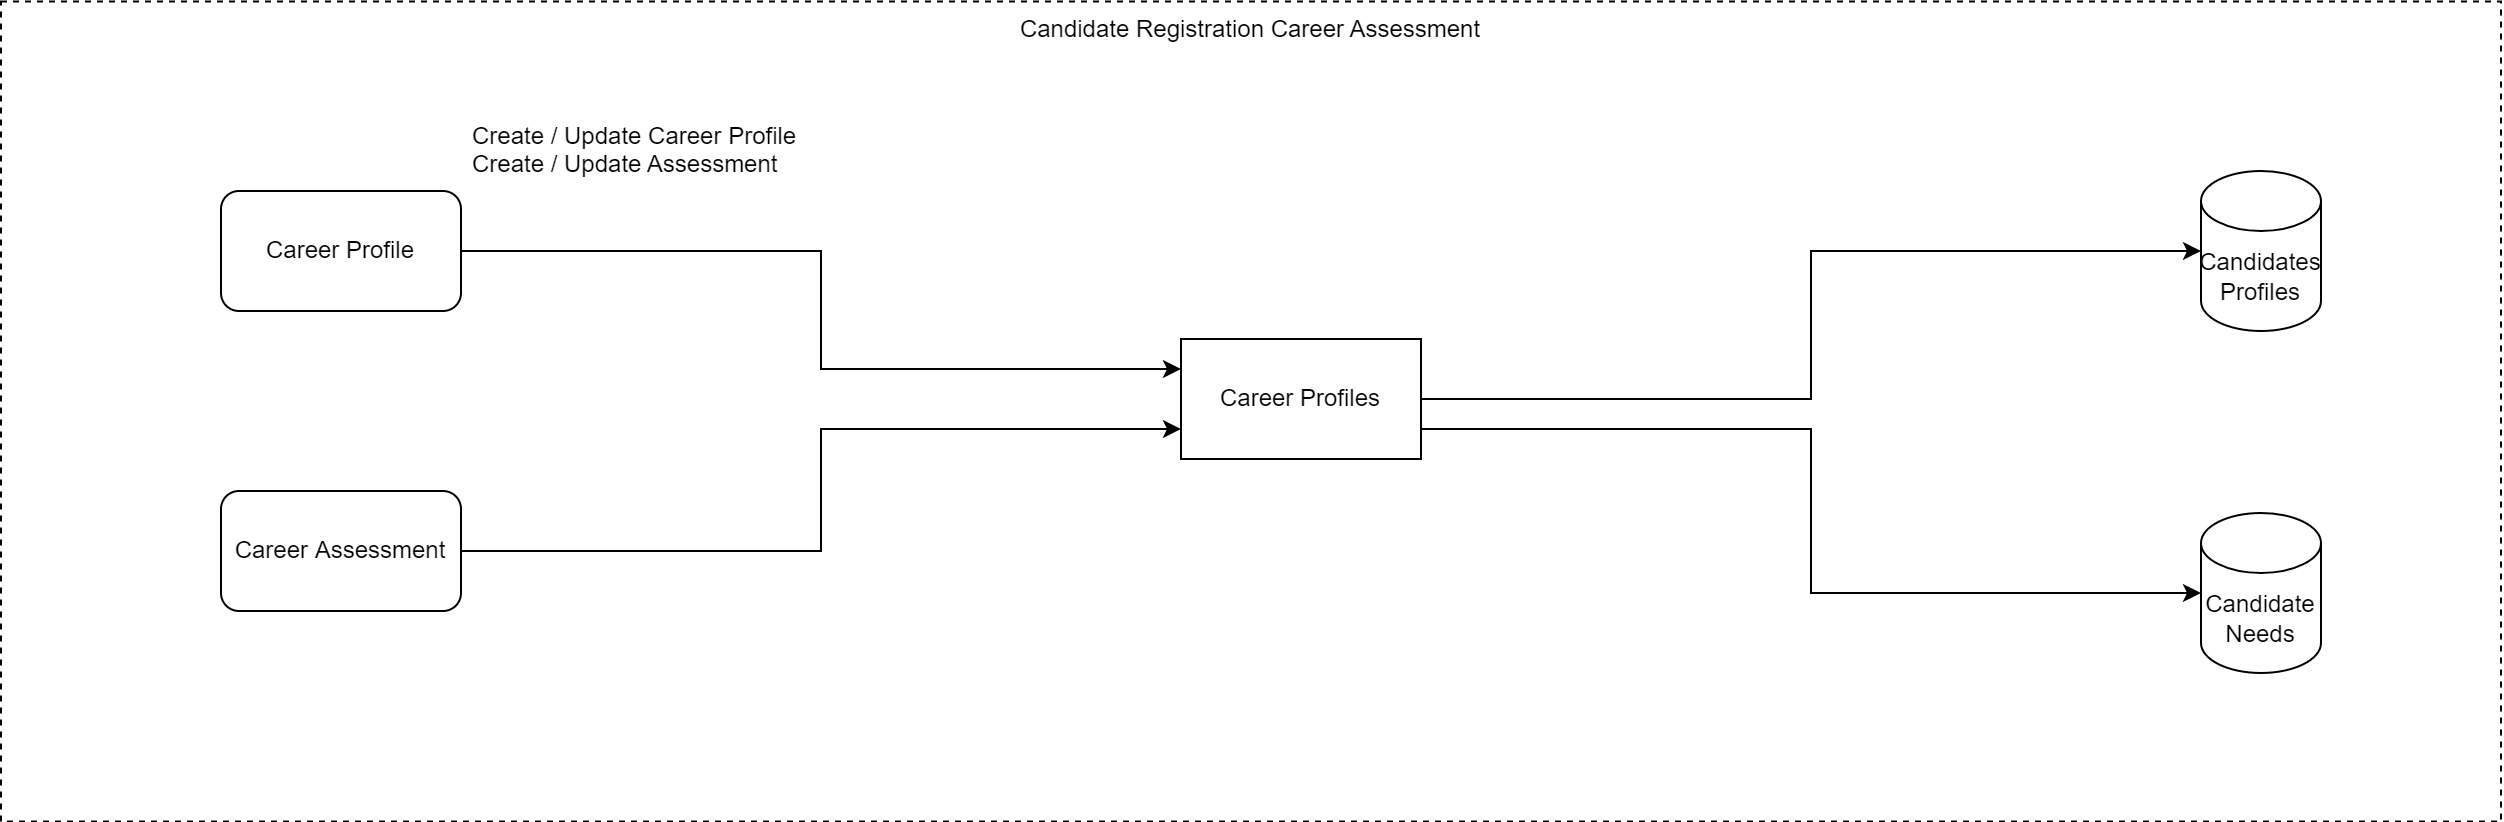 Candidate Registration Career Assessment
Create / Update Career Profile
Create / Update Assessment
Career Profile
Career Assessment
Career Profiles
Candidates
Profiles
Candidate
Needs